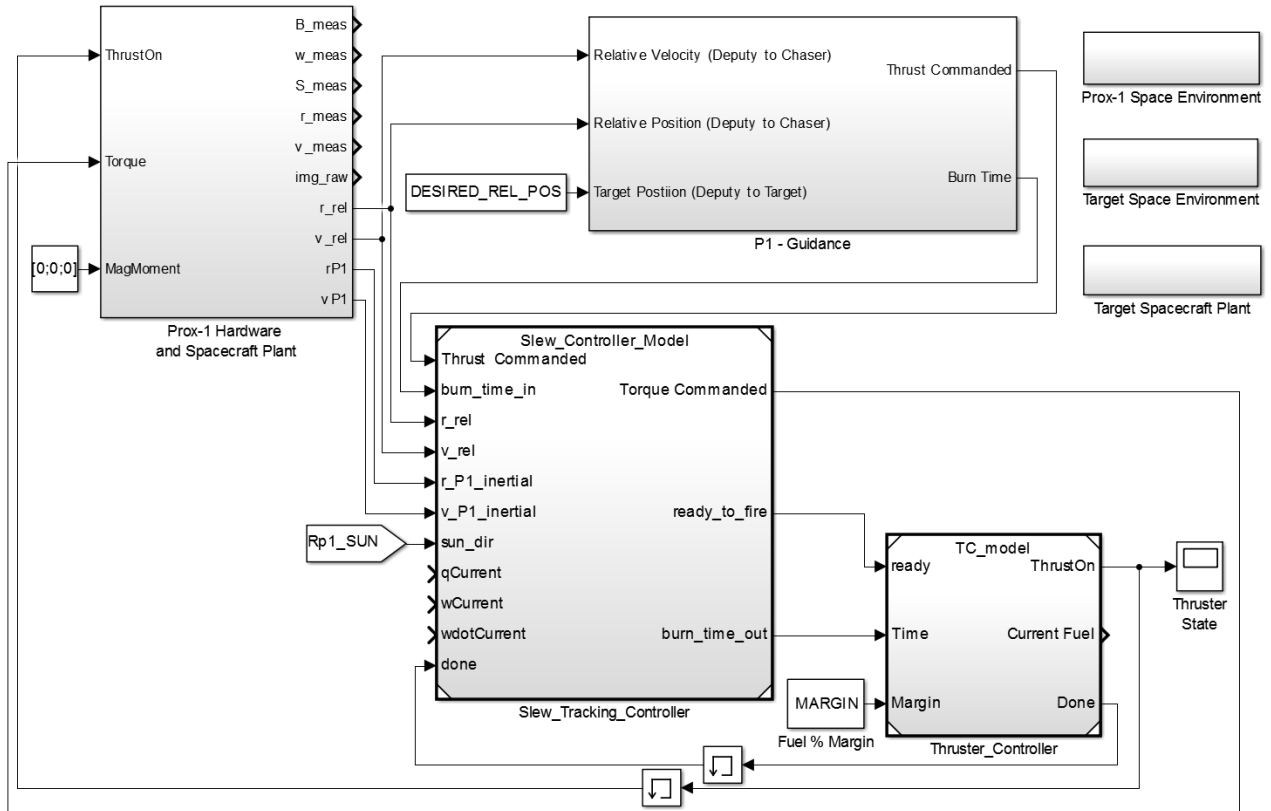 ThrustOn
Torque
[0;0;0]
MagMoment
B_meas
w_meas
S_meas
r_meas
v_meas
img_raw
r_rel
v_rel
rP1
vP1
Prox-1 Hardware
and Spacecraft Plant
DESIRED_REL_POS
Relative Velocity (Deputy to Chaser)
Relative Position (Deputy to Chaser)
Target Postiion (Deputy to Target)
Thrust Commanded
Burn Time
P1 - Guidance
Prox-1 Space Environment
Target Space Environment
Target Spacecraft Plant
Slew_Controller_Model
Thrust Commanded
burn_time_in
r_rel
v_rel
r_P1_inertial
v_P1_inertial
sun_dir
qCurrent
wCurrent
wdotCurrent
done
Torque Commanded
ready_to_fire
burn_time_out
Slew_Tracking_Controller
Rp1_SUN
TC_model
ready
Time
Margin
ThrustOn
Current Fuel
Done
Thruster_Controller
MARGIN
Fuel % Margin
Thruster
State